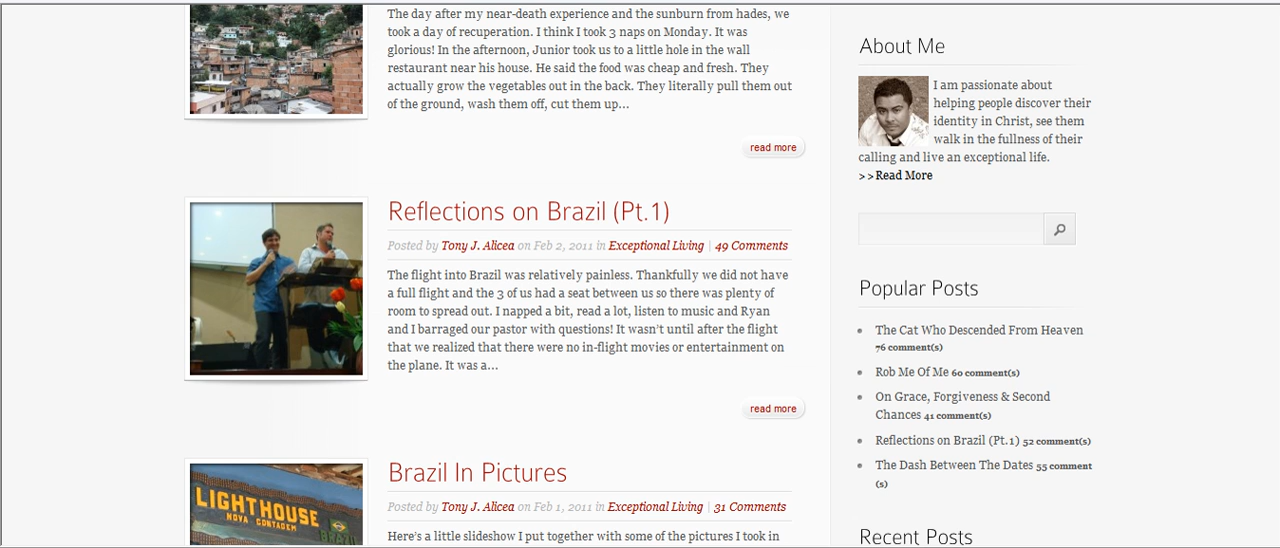 The day after my near-death experience and the sunburn from hades, we
took a day of recuperation. I think I took 3 naps on Monday. It was
glorious! In the afternoon, Junior took us to a little hole in the wall
restaurant near his house. He said the food was cheap and fresh. They
actually grow the vegetables out in the back. They literally pull them out
of the ground, wash them off, cut them up…
read more
Reflections on Brazil (Pt.1)
Posted by Tony J. Alicea on Feb 2, 2011 in Exceptional Living | 49 Comments
The flight into Brazil was relatively painless. Thankfully we did not have
a full flight and the 3 of us had a seat between us so there was plenty of
room to spread out. I napped a bit, read a lot, listen to music and Ryan
and I barraged our pastor with questions! It wasn't until after the flight
that we realized that there were no in-flight movies or entertainment on
the plane. It was a…
read more
LIGHTHOUSE
NOVA CONTAGEM
BRAZIL
Brazil In Pictures
Posted by Tony J. Alicea on Feb 1, 2011 in Exceptional Living | 31 Comments
Here's a little slideshow I put together with some of the pictures I took in
About Me
I am passionate about
helping people discover their
identity in Christ, see them
walk in the fullness of their
calling and live an exceptional life.
>>Read More
Popular Posts
The Cat Who Descended From Heaven
76 comment(s)
Rob Me Of Me 60 comment(s)
On Grace, Forgiveness & Second
Chances 41 comment(s)
Reflections on Brazil (Pt.1) 52 comment(s)
The Dash Between The Dates 55 comment
(s)
Recent Posts